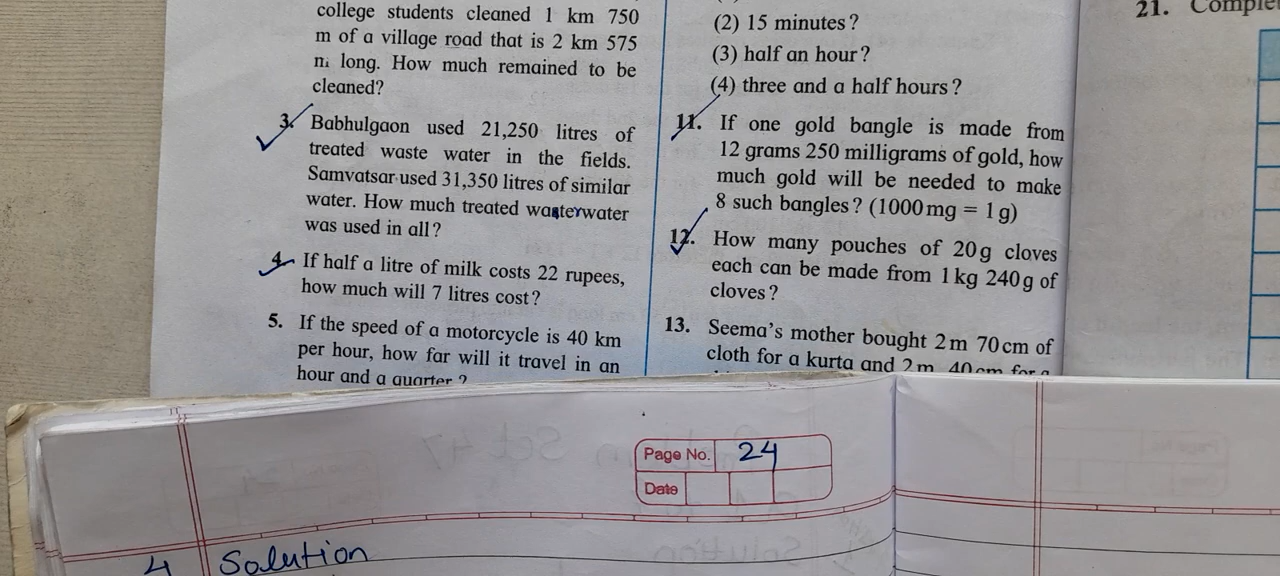 college students cleaned 1 km 750
m of a village road that is 2 km 575
m long. How much remained to be
cleaned?
3. Babhulgaon used 21,250 litres of
treated waste water in the fields.
Samvatsar used 31,350 litres of similar
water. How much treated wastewater
was used in all?
4. If half a litre of milk costs 22 rupees,
how much will 7 litres cost?
5. If the speed of a motorcycle is 40 km
per hour, how far will it travel in an
hour and a quarter?
(2) 15 minutes?
(3) half an hour?
(4) three and a half hours?
11. If one gold bangle is made from
12 grams 250 milligrams of gold, how
much gold will be needed to make
8 such bangles? (1000 mg = 1 g)
12. How many pouches of 20 g cloves
each can be made from 1 kg 240 g of
cloves?
13. Seema's mother bought 2 m 70 cm of
cloth for a kurta and 2 m 40 cm for a
21.
Page No. 24
Date
4 Solution